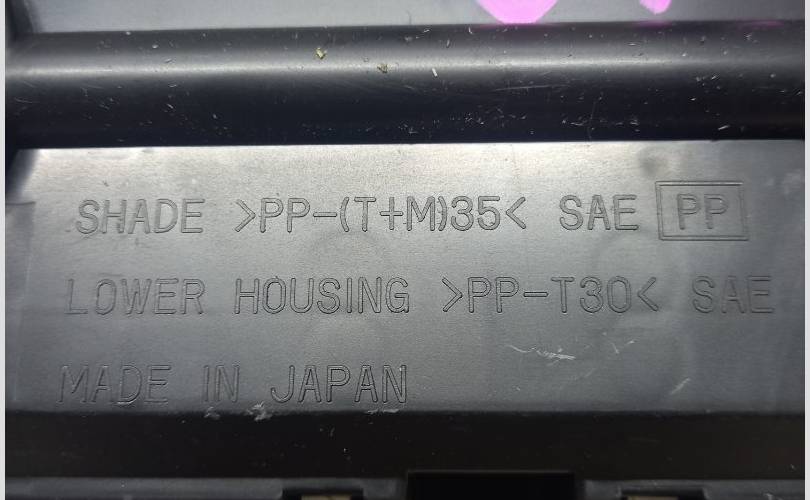 SHADE >PP-(T+M)35< SAE PP
LOWER HOUSING >PP-T30< SAE
MADE IN JAPAN